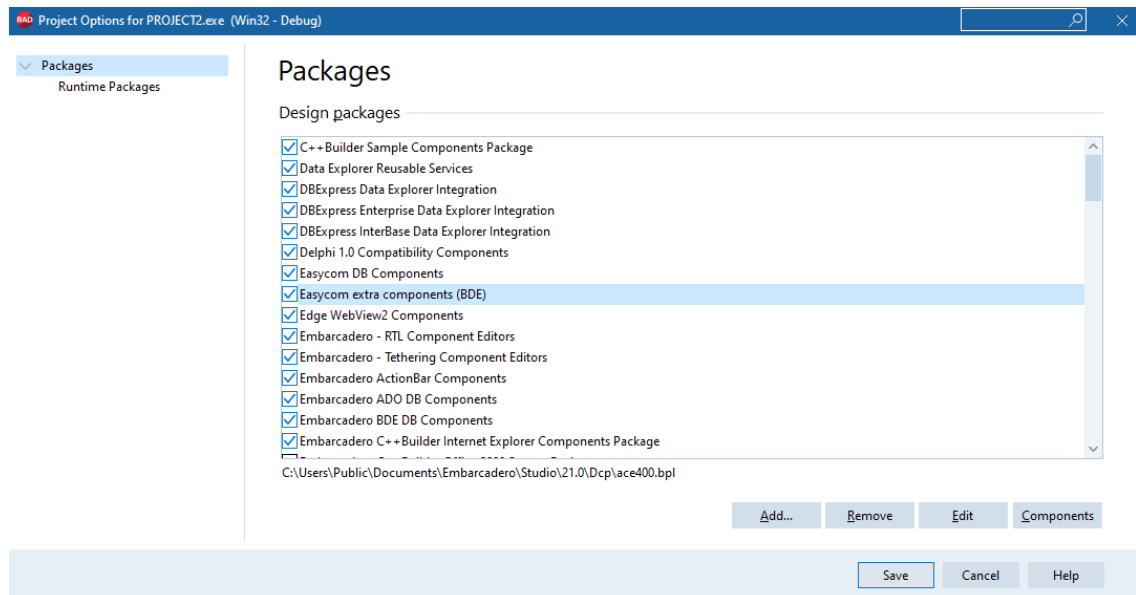 RAD Project Options for PROJECT2.exe (Win32 - Debug)
Packages
Runtime Packages
Packages
Design packages
C++Builder Sample Components Package
Data Explorer Reusable Services
DBExpress Data Explorer Integration
DBExpress Enterprise Data Explorer Integration
DBExpress InterBase Data Explorer Integration
Delphi 1.0 Compatibility Components
Easycom DB Components
Easycom extra components (BDE)
Edge WebView2 Components
Embarcadero - RTL Component Editors
Embarcadero - Tethering Component Editors
Embarcadero ActionBar Components
Embarcadero ADO DB Components
Embarcadero BDE DB Components
Embarcadero C++Builder Internet Explorer Components Package
C:\Users\Public\Documents\Embarcadero\Studio\21.0\Dcp\ace400.bpl
Add... Remove Edit Components
Save Cancel Help